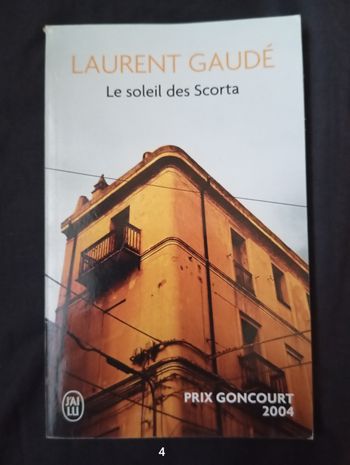 LAURENT GAUDÉ
Le soleil des Scorta
PRIX GONCOURT
2004
J'AI
LU
4